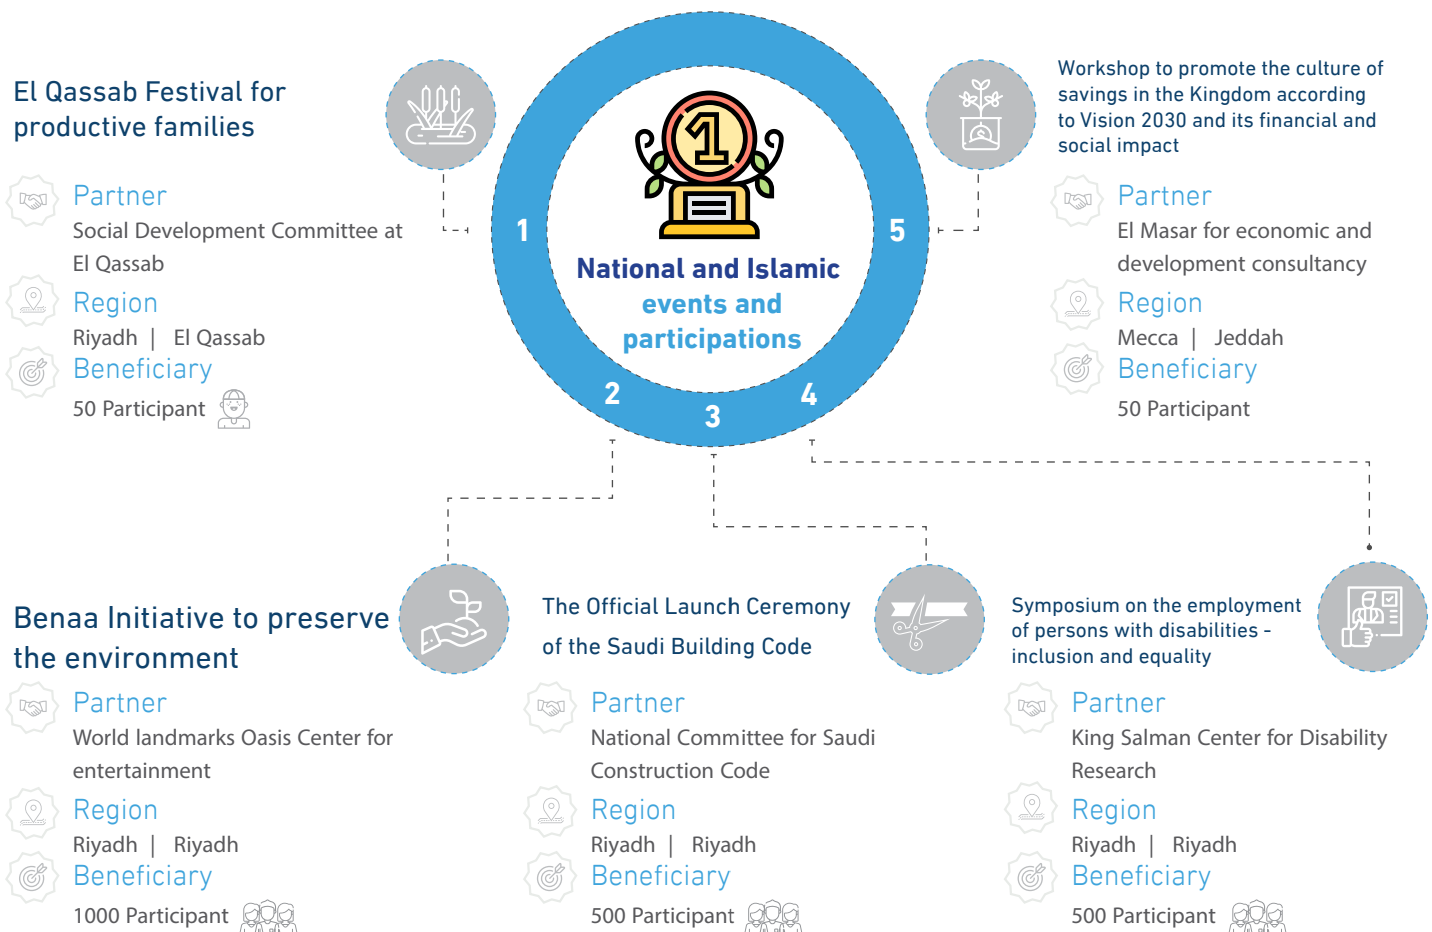 El Qassab Festival for
productive families
Partner
Social Development Committee at
El Qassab
Region
Riyadh | El Qassab
Beneficiary
50 Participant
1
National and Islamic
events and
participations
1
2
3
4
5
Workshop to promote the culture of
savings in the Kingdom according
to Vision 2030 and its financial and
social impact
Partner
El Masar for economic and
development consultancy
Region
Mecca | Jeddah
Beneficiary
50 Participant
Benaa Initiative to preserve
the environment
Partner
World landmarks Oasis Center for
entertainment
Region
Riyadh | Riyadh
Beneficiary
1000 Participant
The Official Launch Ceremony
of the Saudi Building Code
Partner
National Committee for Saudi
Construction Code
Region
Riyadh | Riyadh
Beneficiary
500 Participant
Symposium on the employment
of persons with disabilities -
inclusion and equality
Partner
King Salman Center for Disability
Research
Region
Riyadh | Riyadh
Beneficiary
500 Participant